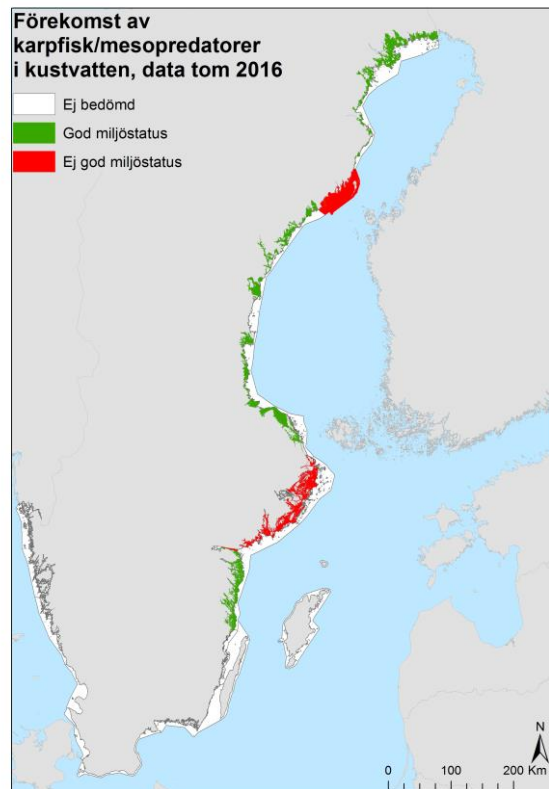 Förekomst av
karpfisk/mesopredatorer
i kustvatten, data tom 2016
Ej bedömd
God miljöstatus
Ej god miljöstatus
N
0 100 200 Km